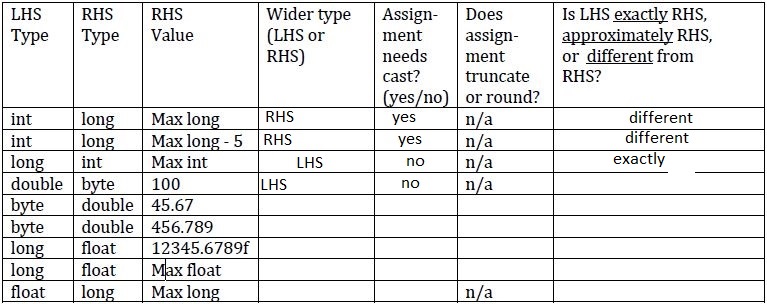 LHS Type RHS Type RHS Value Wider type (LHS or RHS) Assign- ment needs cast? (yes/no) Does assign- ment truncate or round? Is LHS exactly RHS, approximately RHS, or different from RHS?
int long Max long RHS yes n/a different
int long Max long - 5 RHS yes n/a different
long int Max int LHS no n/a exactly
double byte 100 LHS no n/a
byte double 45.67
byte double 456.789
long float 12345.6789f
long float Max float
float long Max long n/a